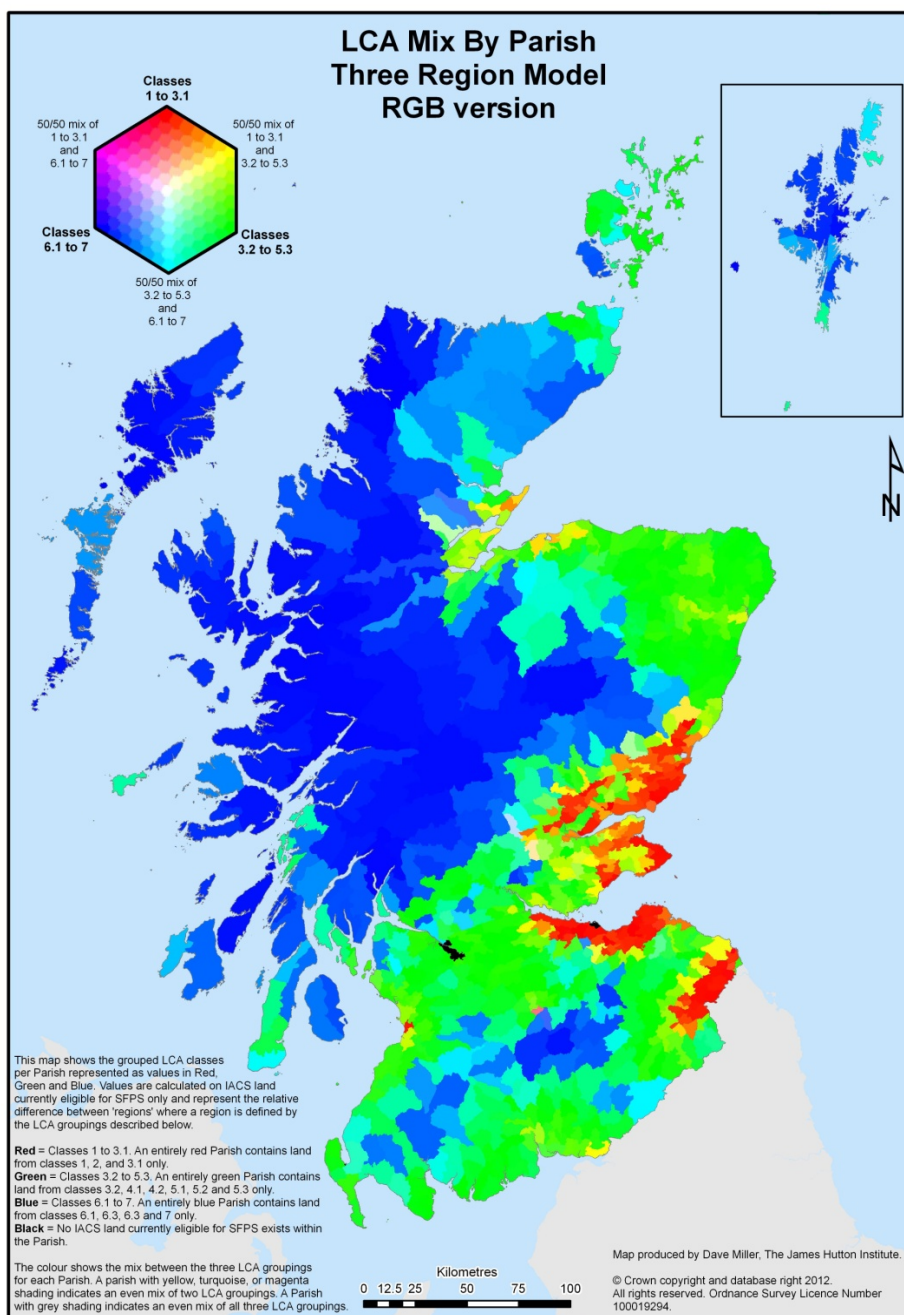 LCA Mix By Parish
Three Region Model
RGB version
Classes
1 to 3.1
50/50 mix of
1 to 3.1
and
6.1 to 7
50/50 mix of
1 to 3.1
and
3.2 to 5.3
Classes
6.1 to 7
Classes
3.2 to 5.3
50/50 mix of
3.2 to 5.3
and
6.1 to 7
N
This map shows the grouped LCA classes
per Parish represented as values in Red,
Green and Blue. Values are calculated on IACS land
currently eligible for SFPS only and represent the relative
difference between 'regions' where a region is defined by
the LCA groupings described below.
Red = Classes 1 to 3.1. An entirely red Parish contains land
from classes 1, 2, and 3.1 only.
Green = Classes 3.2 to 5.3. An entirely green Parish contains
land from classes 3.2, 4.1, 4.2, 5.1, 5.2 and 5.3 only.
Blue = Classes 6.1 to 7. An entirely blue Parish contains land
from classes 6.1, 6.3, 6.3 and 7 only.
Black = No IACS land currently eligible for SFPS exists within
the Parish.
The colour shows the mix between the three LCA groupings
for each Parish. A parish with yellow, turquoise, or magenta
shading indicates an even mix of two LCA groupings. A Parish
with grey shading indicates an even mix of all three LCA groupings.
Kilometres
0 12.5 25 50 75 100
Map produced by Dave Miller, The James Hutton Institute.
© Crown copyright and database right 2012.
All rights reserved. Ordnance Survey Licence Number
100019294.